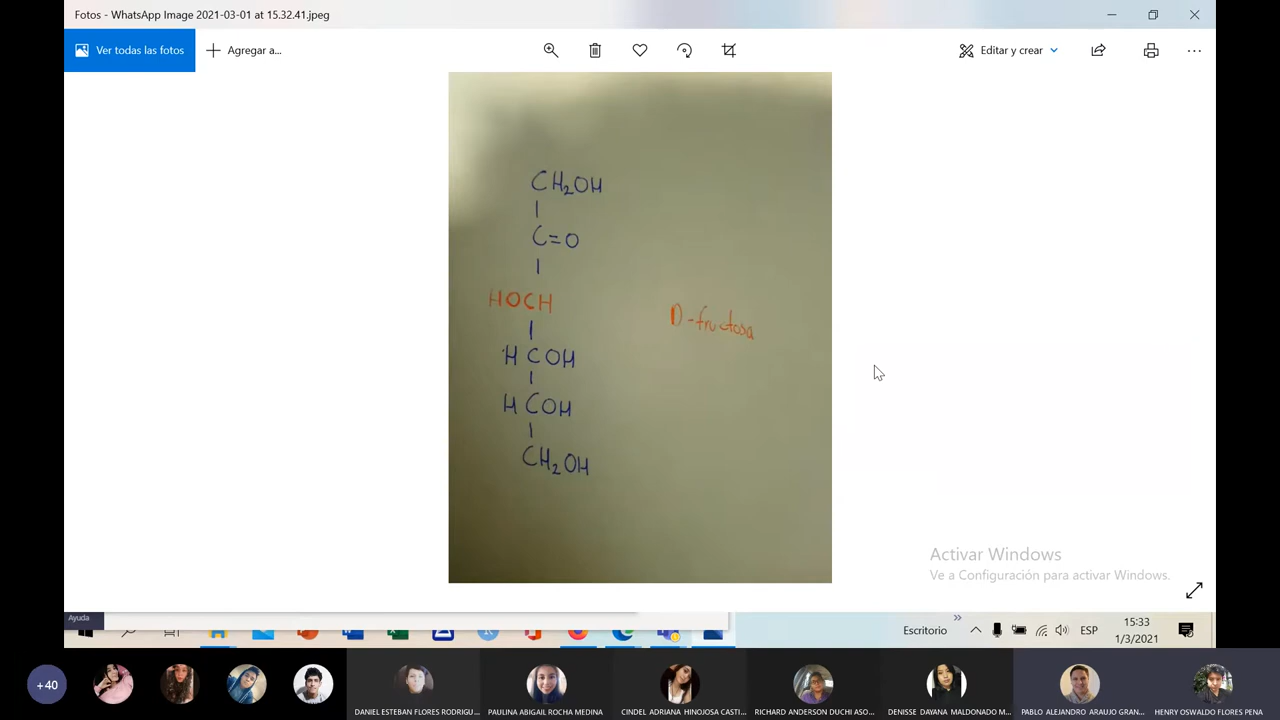 Fotos - WhatsApp Image 2021-03-01 at 15.32.41.jpeg
Ver todas las fotos
Agregar a...
Editar y crear
CH₂OH
C=O
HOCH
D-fructosa
HCOH
HCOH
CH₂OH
Activar Windows
Ve a Configuración para activar Windows.
Ayuda
Escritorio
ESP
15:33
1/3/2021
+40
DANIEL ESTEBAN FLORES RODRIGU...
PAULINA ABIGAIL ROCHA MEDINA
CINDEL ADRIANA HINOJOSA CASTI...
RICHARD ANDERSON DUCHI ASO...
DENISSE DAYANA MALDONADO M...
PABLO ALEJANDRO ARAUJO GRAN...
HENRY OSWALDO FLORES PENA